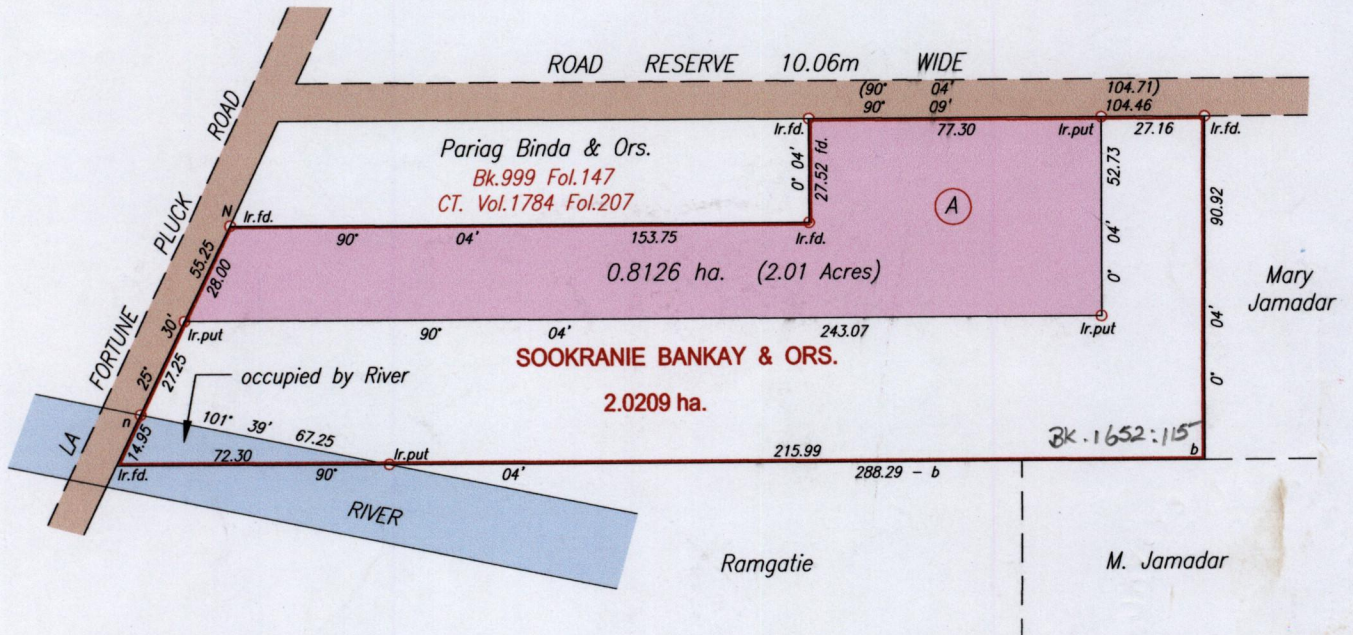 ROAD RESERVE 10.06m WIDE
(90° 04' 104.71)
90° 09' 104.46
Ir.fd.
77.30
Ir.put
27.16
Ir.fd.
LA FORTUNE PLUCK ROAD
Pariag Binda & Ors.
Bk.999 Fol.147
CT. Vol.1784 Fol.207
0° 04'
27.52 fd.
A
52.73
0° 04'
90.92
0° 04'
N
Ir.fd.
90° 04' 153.75
Ir.fd.
55.25
28.00
0.8126 ha. (2.01 Acres)
Mary
Jamadar
25° 30'
Ir.put
90° 04' 243.07
Ir.put
27.25
SOOKRANIE BANKAY & ORS.
2.0209 ha.
occupied by River
n
101° 39' 67.25
14.95
72.30
Ir.put
215.99
BK.1652:115
b
Ir.fd.
90° 04'
288.29 - b
RIVER
Ramgatie
M. Jamadar